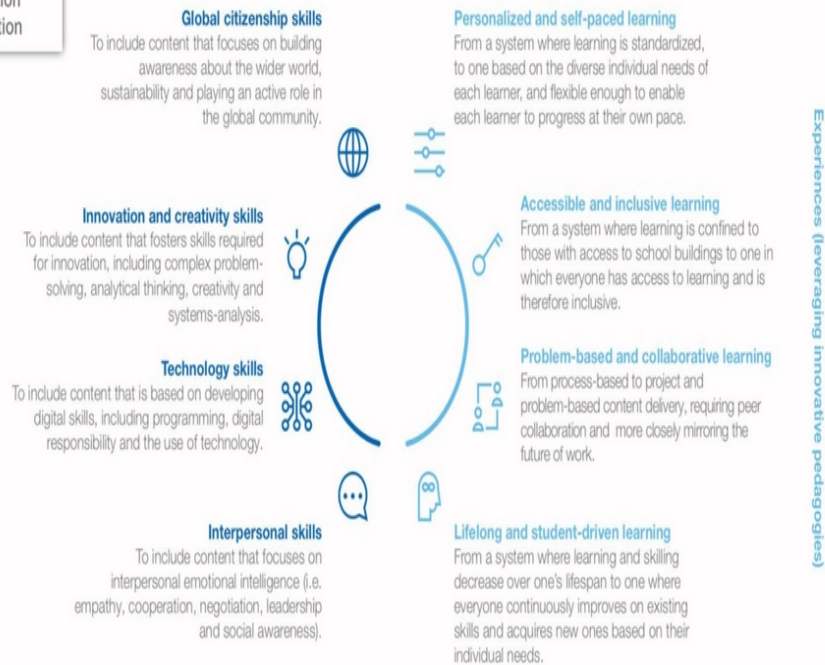 tion
Global citizenship skills
To include content that focuses on building
awareness about the wider world,
sustainability and playing an active role in
the global community.
Innovation and creativity skills
To include content that fosters skills required
for innovation, including complex problem-
solving, analytical thinking, creativity and
systems-analysis.
Technology skills
To include content that is based on developing
digital skills, including programming, digital
responsibility and the use of technology.
Interpersonal skills
To include content that focuses on
interpersonal emotional intelligence (i.e.
empathy, cooperation, negotiation, leadership
and social awareness).
Personalized and self-paced learning
From a system where learning is standardized,
to one based on the diverse individual needs of
each learner, and flexible enough to enable
each learner to progress at their own pace.
Accessible and inclusive learning
From a system where learning is confined to
those with access to school buildings to one in
which everyone has access to learning and is
therefore inclusive.
Problem-based and collaborative learning
From process-based to project and
problem-based content delivery, requiring peer
collaboration and more closely mirroring the
future of work.
Lifelong and student-driven learning
From a system where learning and skilling
decrease over one's lifespan to one where
everyone continuously improves on existing
skills and acquires new ones based on their
individual needs.
Experiences (leveraging innovative pedagogies)